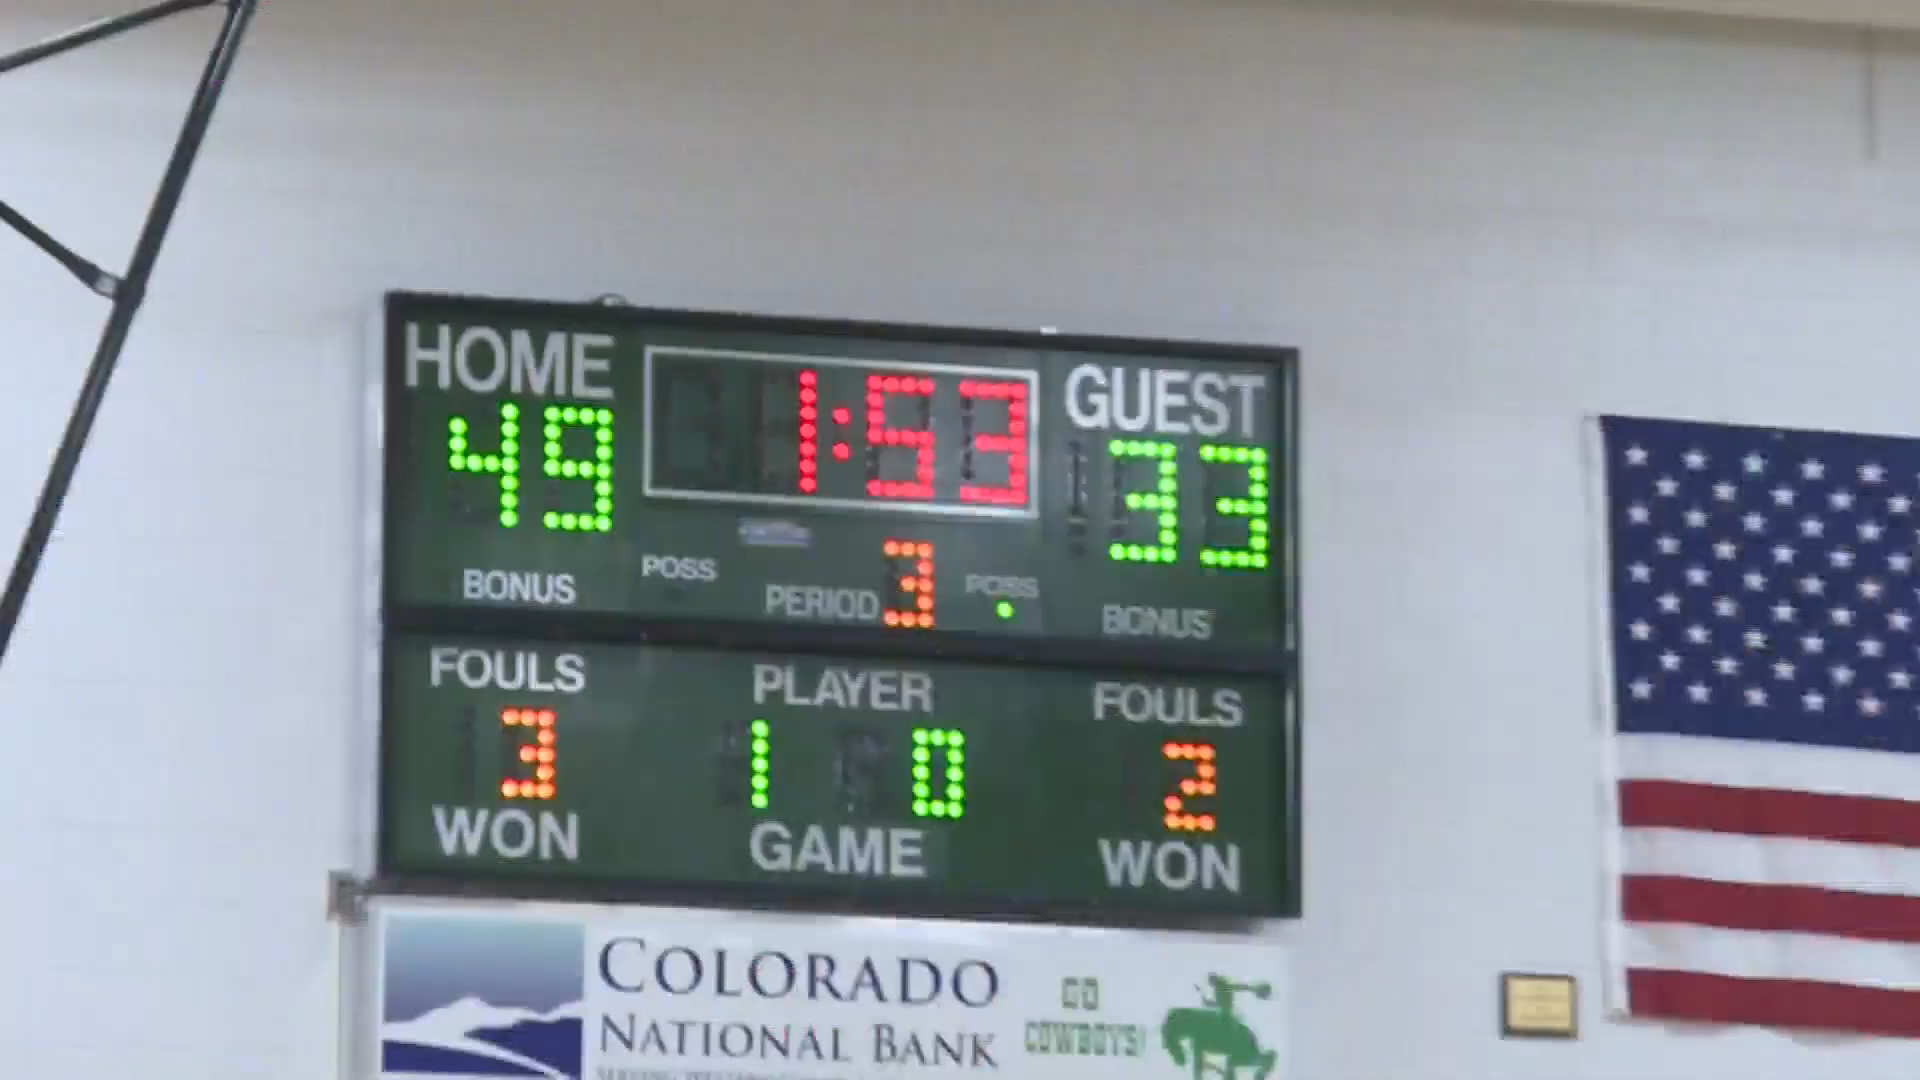 HOME 1:53 GUEST
49 33
POSS PERIOD 3 POSS
BONUS BONUS
FOULS PLAYER FOULS
3 1 0 2
WON GAME WON
COLORADO
NATIONAL BANK
GO
COWBOYS!